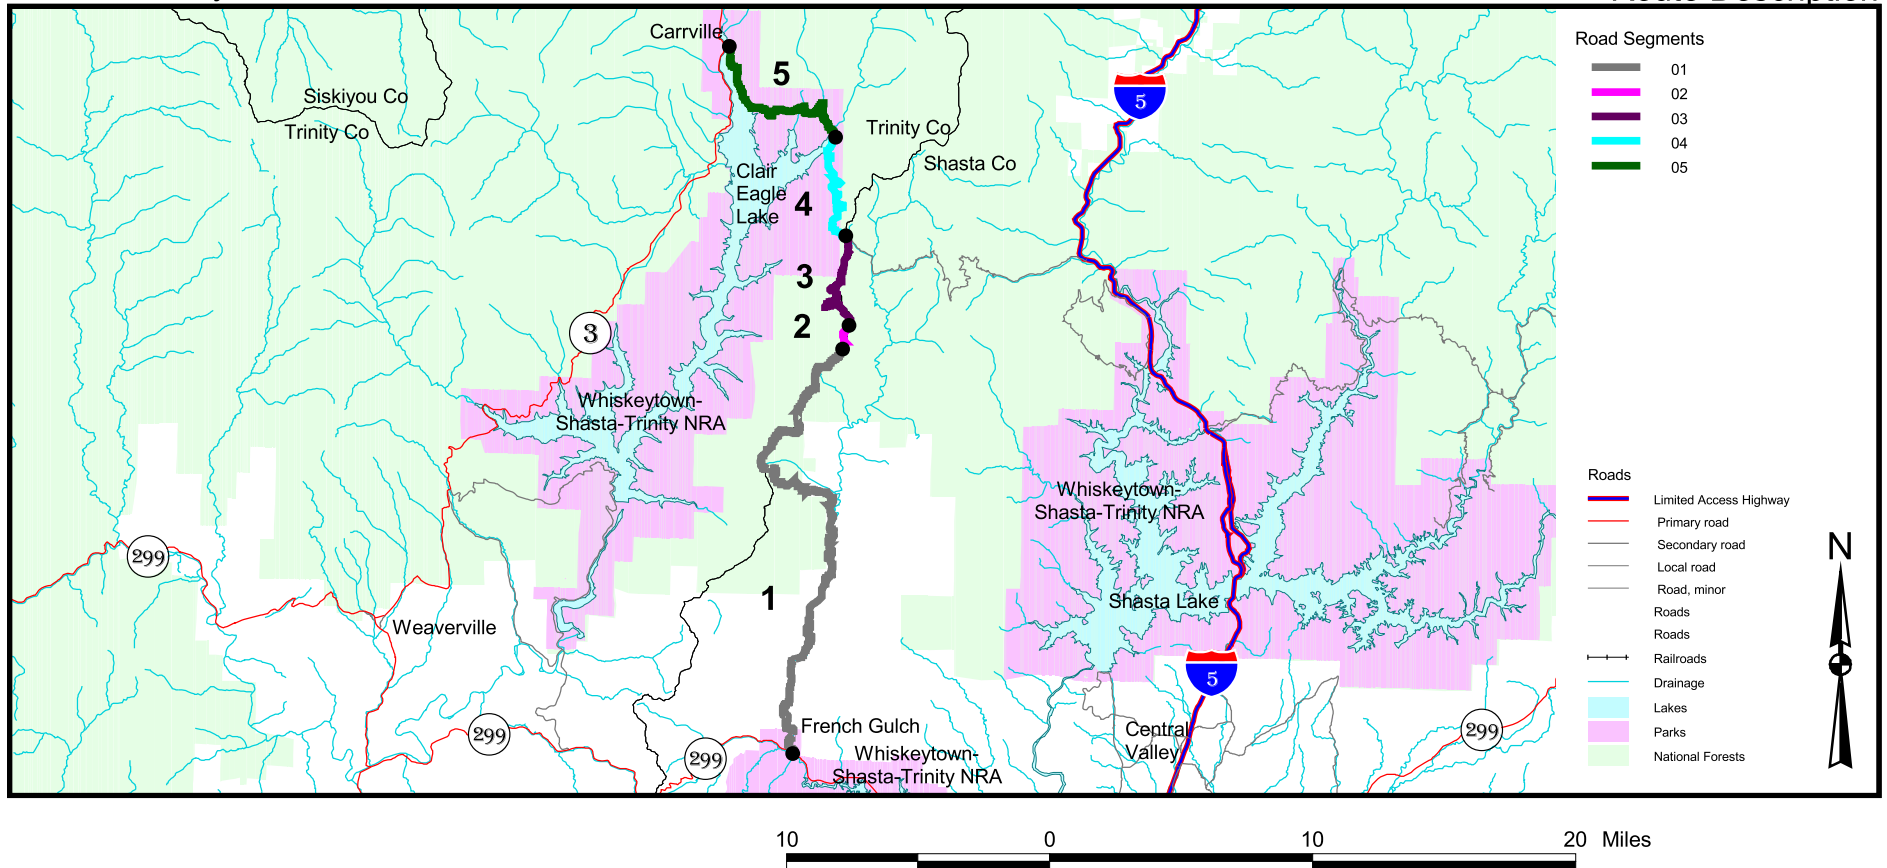 Route Description
Carrville
5
Siskiyou Co
Trinity Co
Trinity Co
Shasta Co
5
Clair
Eagle
Lake
4
3
2
3
Whiskeytown-
Shasta-Trinity NRA
Whiskeytown-
Shasta-Trinity NRA
299
1
Shasta Lake
Weaverville
5
French Gulch
299
299
Whiskeytown-
Shasta-Trinity NRA
Central
Valley
299
Road Segments
01
02
03
04
05
Roads
Limited Access Highway
Primary road
Secondary road
Local road
Road, minor
Roads
Roads
Railroads
Drainage
Lakes
Parks
National Forests
N
10 0 10 20 Miles